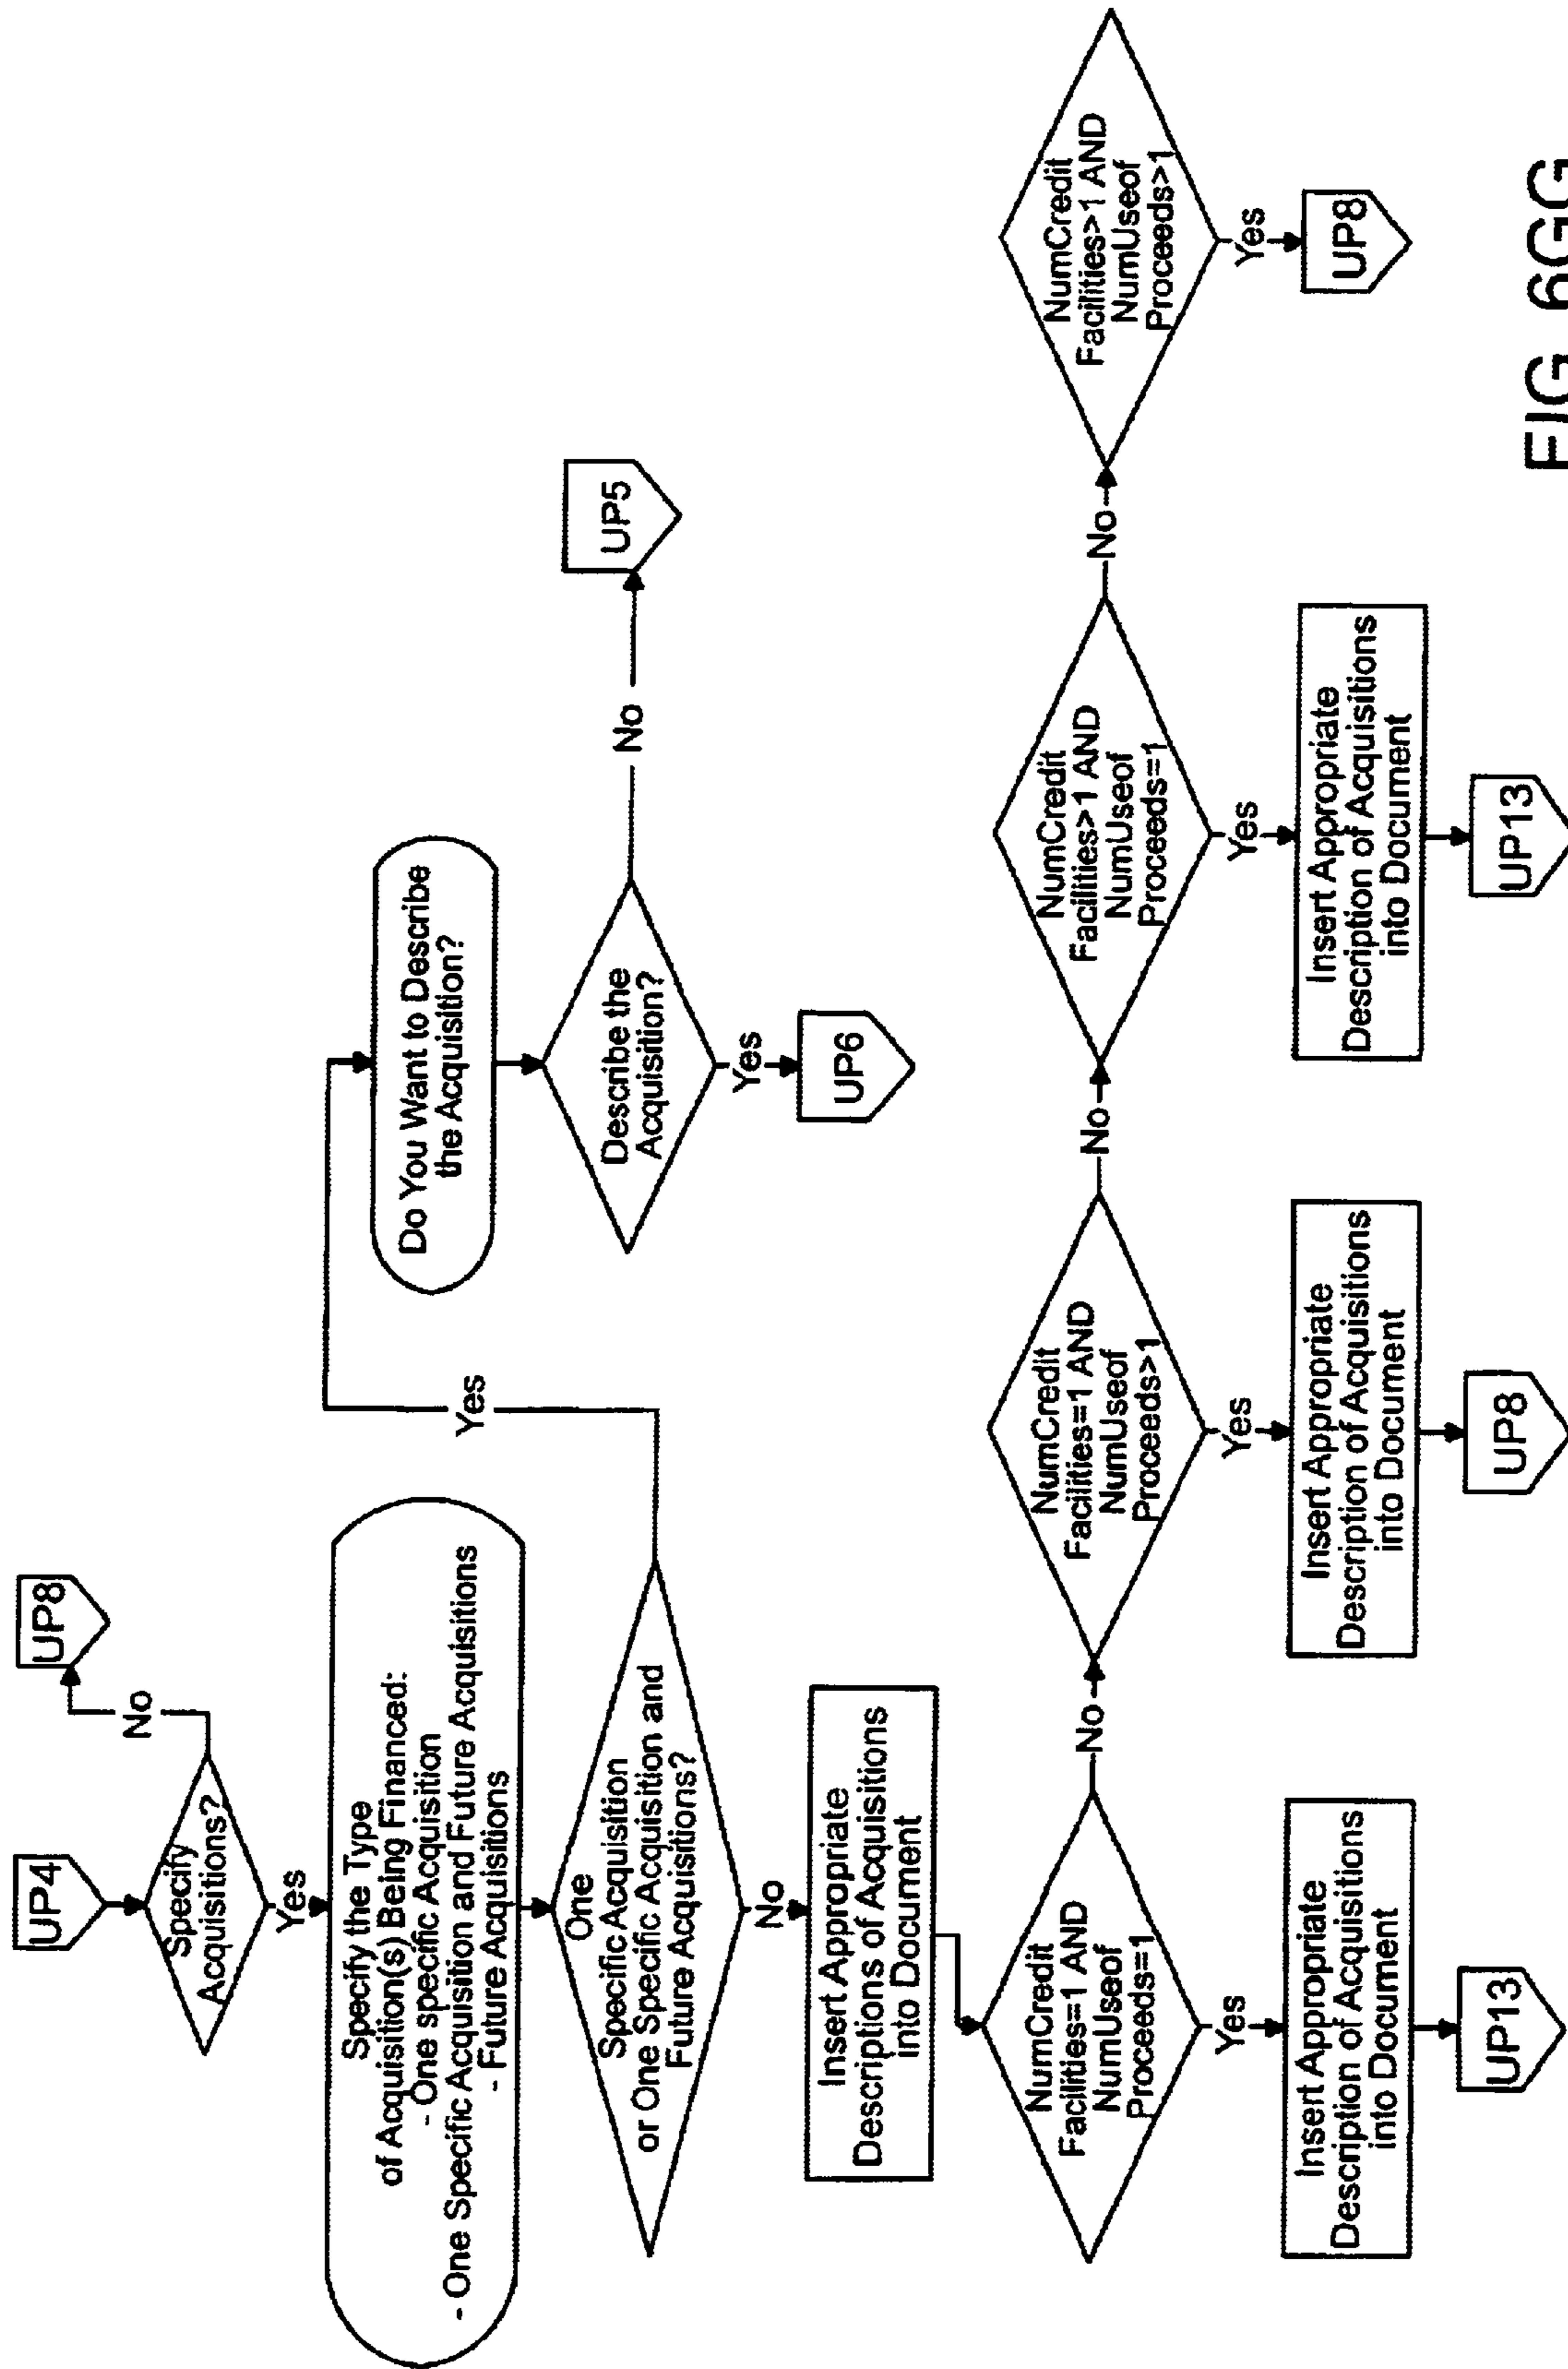 UP4
UP8
Specify
Acquisitions?
No
Yes
Specify the Type
of Acquisition(s) Being Financed:
- One specific Acquisition
- One Specific Acquisition and Future Acquisitions
- Future Acquisitions
One
Specific Acquisition
or One Specific Acquisition and
Future Acquisitions?
Yes
No
Do You Want to Describe
the Acquisition?
Describe the
Acquisition?
No
UP5
Yes
UP6
Insert Appropriate
Descriptions of Acquisitions
into Document
NumCredit
Facilities=1 AND
NumUseof
Proceeds=1
No
NumCredit
Facilities=1 AND
NumUseof
Proceeds>1
No
NumCredit
Facilities>1 AND
NumUseof
Proceeds=1
No
NumCredit
Facilities>1 AND
NumUseof
Proceeds>1
Yes
Yes
Yes
Yes
Insert Appropriate
Description of Acquisitions
into Document
Insert Appropriate
Description of Acquisitions
into Document
Insert Appropriate
Description of Acquisitions
into Document
UP8
UP13
UP8
UP13
FIG 6GG